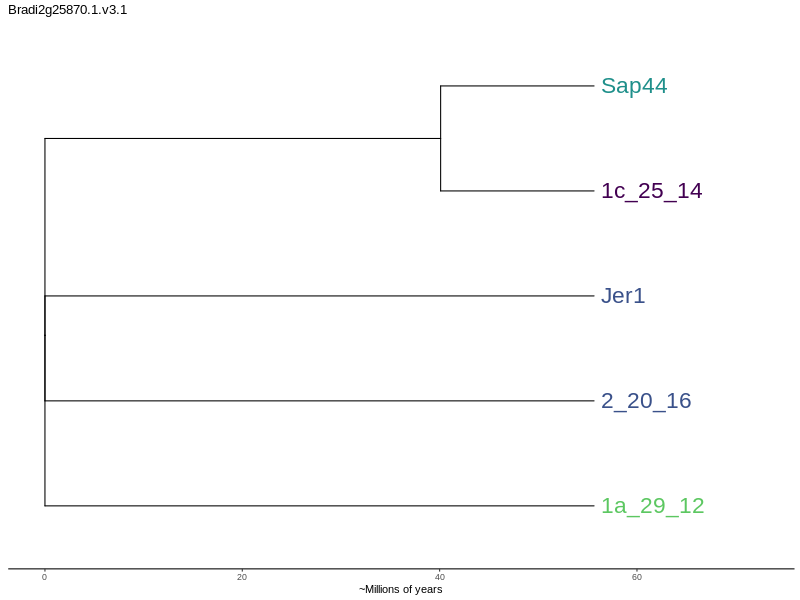 Bradi2g25870.1.v3.1
Sap44
1c_25_14
Jer1
2_20_16
1a_29_12
0 20 40 60
~Millions of years